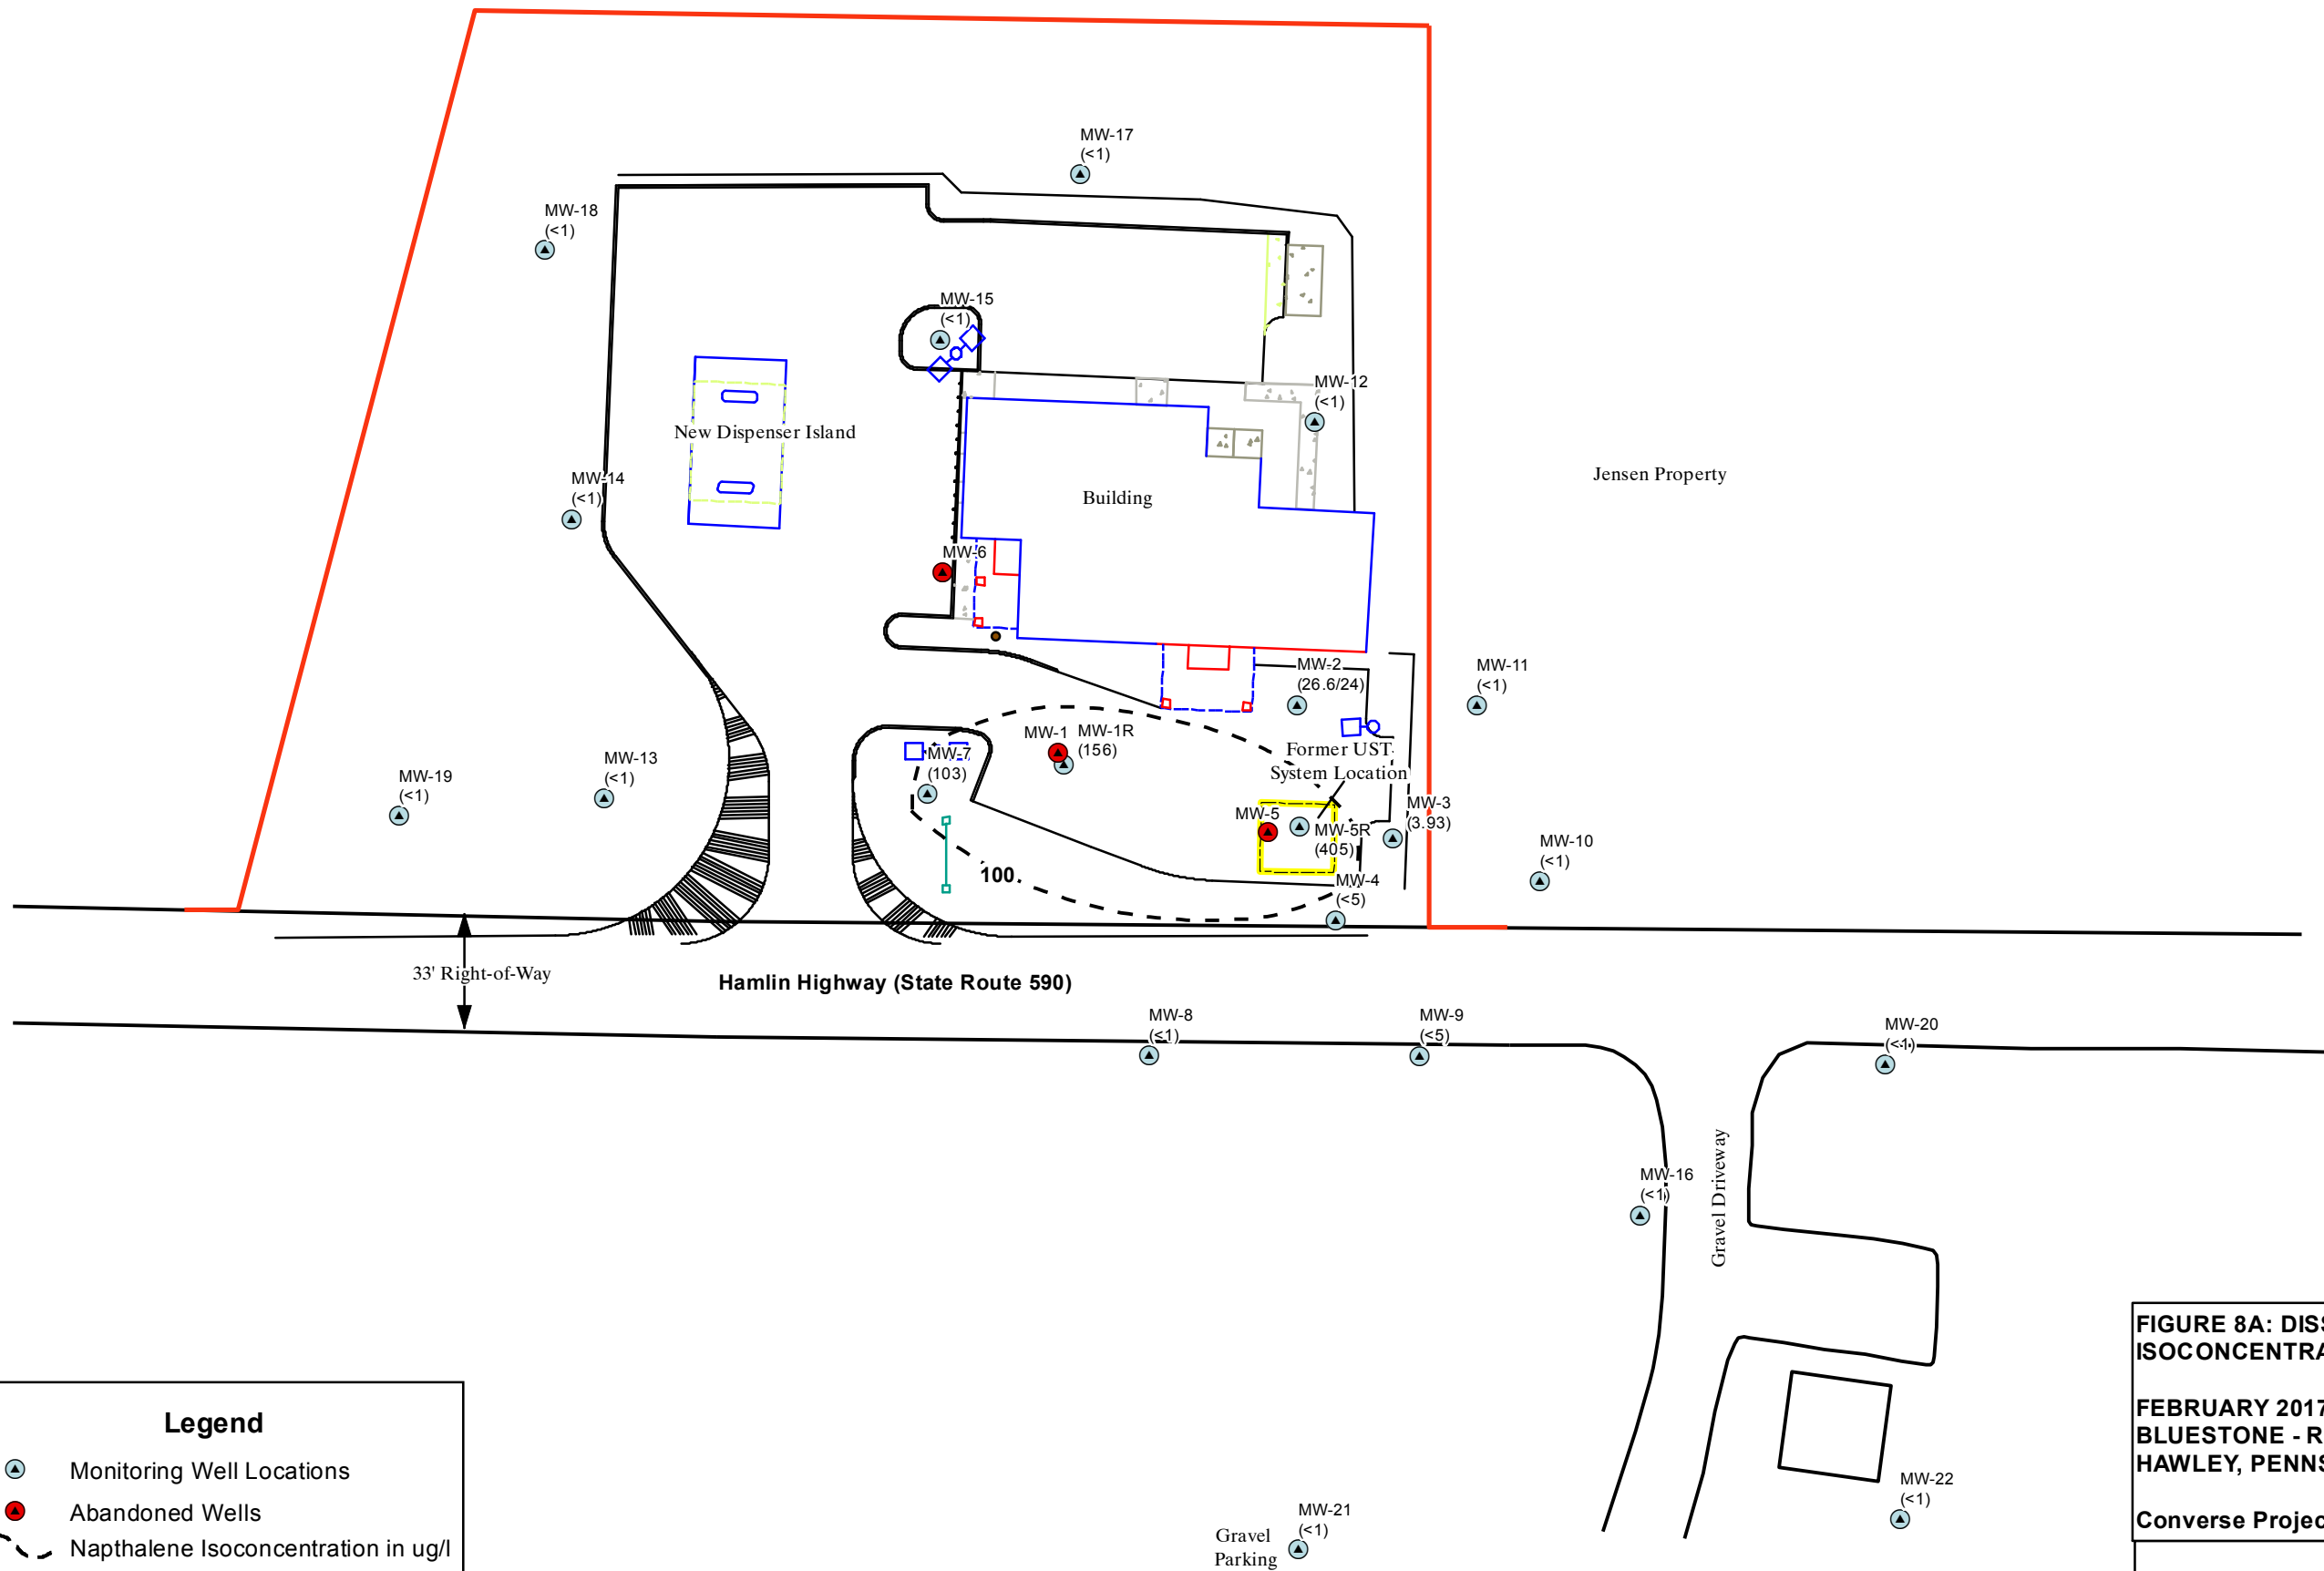 MW-17
(<1)
MW-18
(<1)
MW-15
(<1)
MW-12
(<1)
New Dispenser Island
Jensen Property
MW-14
(<1)
Building
MW-6
MW-2
(26.6/24)
MW-11
(<1)
MW-1
MW-1R
(156)
MW-7
(103)
Former UST
System Location
MW-13
(<1)
MW-19
(<1)
MW-3
(3.93)
MW-5
MW-5R
(405)
MW-10
(<1)
100
MW-4
(<5)
33' Right-of-Way
Hamlin Highway (State Route 590)
MW-8
(<1)
MW-9
(<5)
MW-20
(<1)
MW-16
(<1)
Gravel Driveway
FIGURE 8A: DISS
ISOCONCENTRA
FEBRUARY 2017
BLUESTONE - R
HAWLEY, PENNS
Converse Projec
MW-22
(<1)
MW-21
(<1)
Gravel
Parking
Legend
Monitoring Well Locations
Abandoned Wells
Napthalene Isoconcentration in ug/l